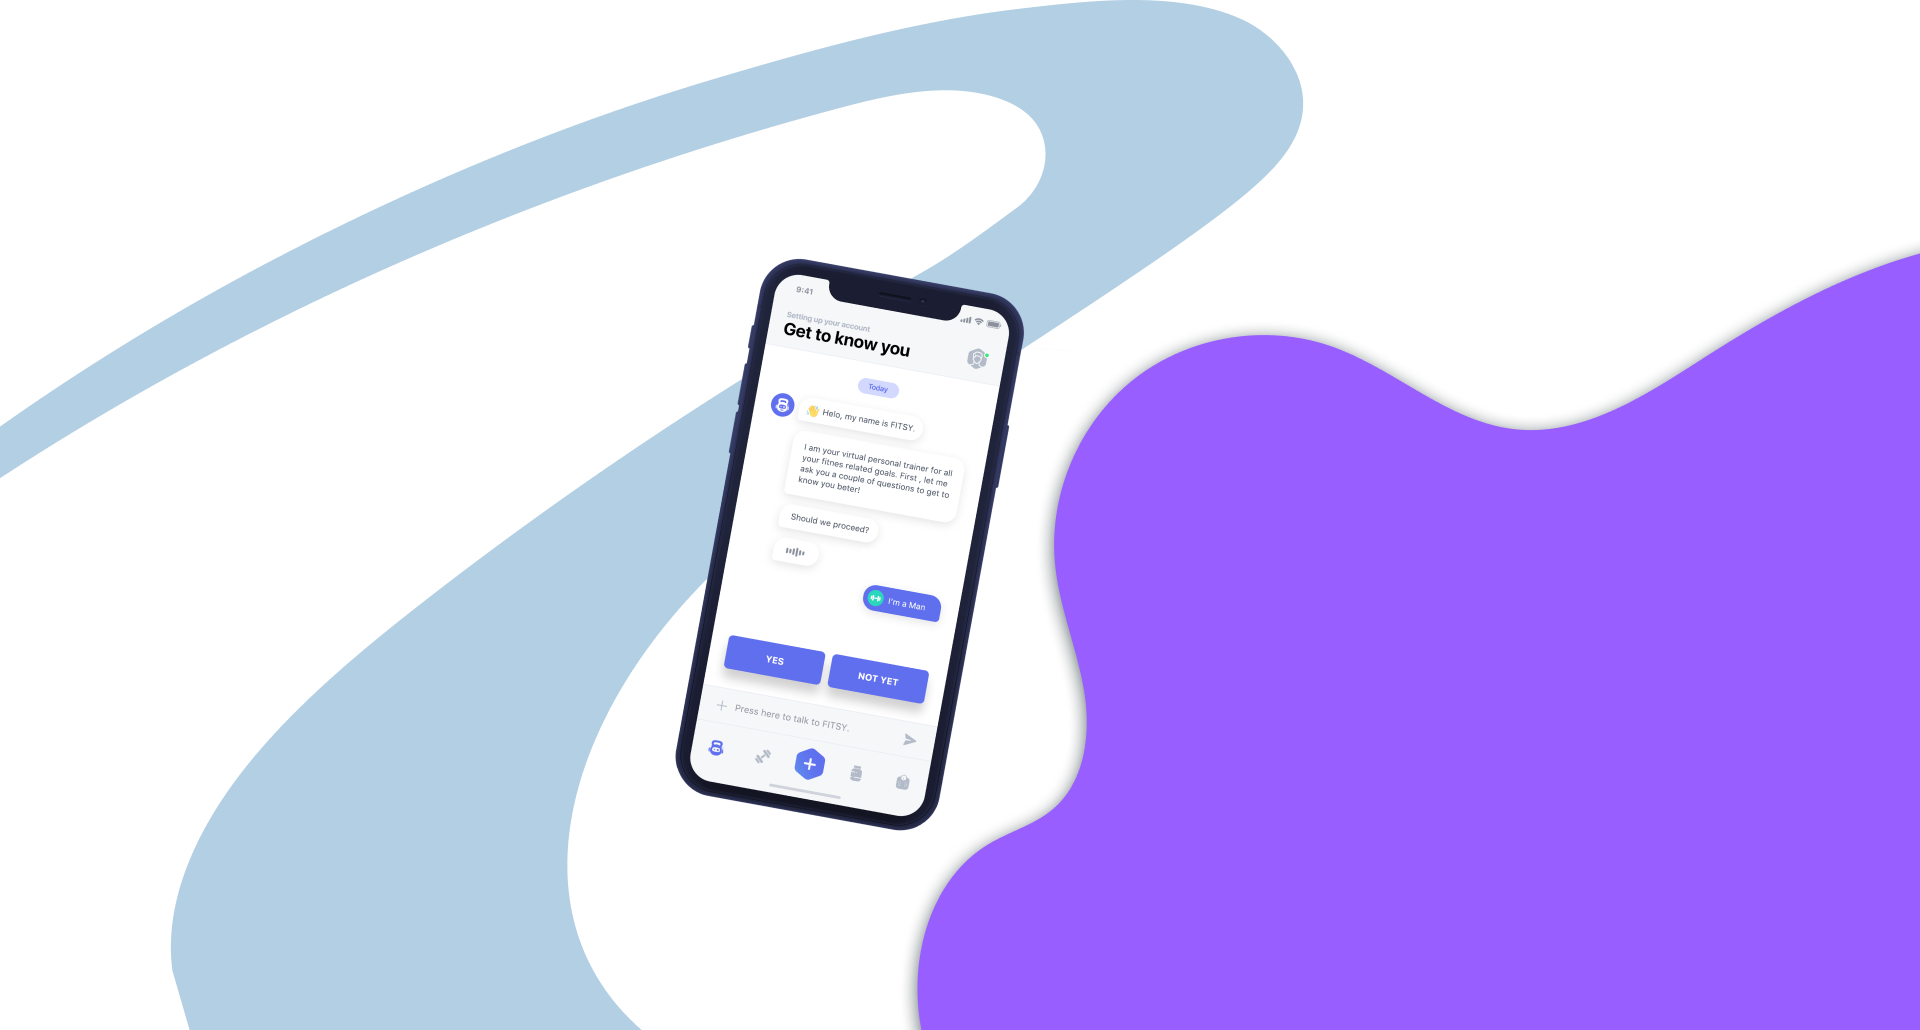 9:41
Setting up your account
Get to know you
Today
👋 Helo, my name is FITSY.
I am your virtual personal trainer for all
your fitnes related goals. First , let me
ask you a couple of questions to get to
know you beter!
Should we proceed?
I'm a Man
YES
NOT YET
Press here to talk to FITSY.